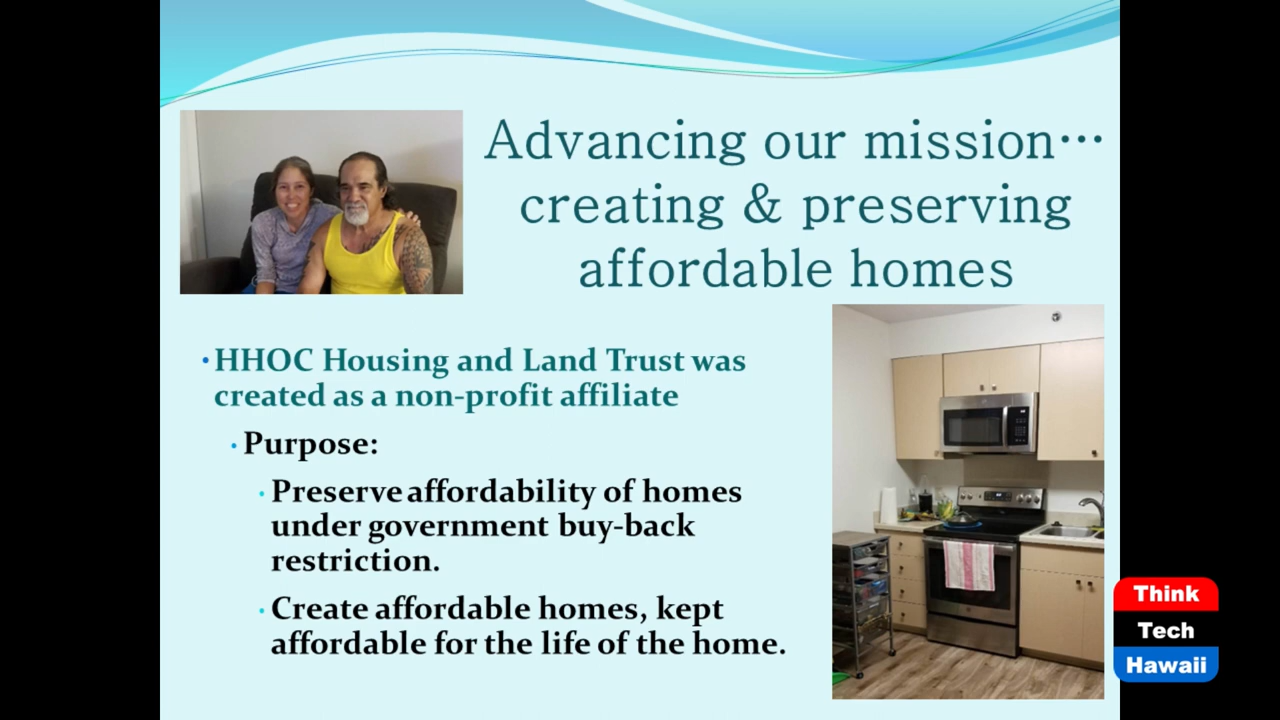 Advancing our mission…
creating & preserving
affordable homes
•HHOC Housing and Land Trust was
created as a non-profit affiliate
• Purpose:
• Preserve affordability of homes
under government buy-back
restriction.
• Create affordable homes, kept
affordable for the life of the home.
Think
Tech
Hawaii